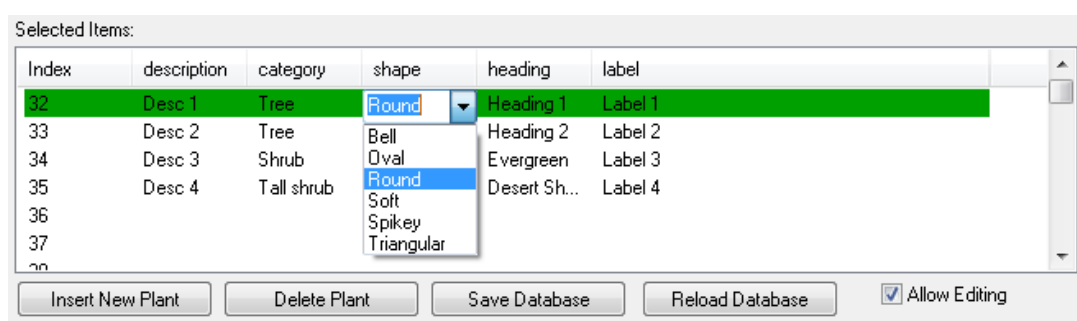 Selected Items:
Index description category shape heading label
32 Desc 1 Tree Round Heading 1 Label 1
33 Desc 2 Tree Bell Heading 2 Label 2
34 Desc 3 Shrub Oval Evergreen Label 3
35 Desc 4 Tall shrub Round Desert Sh... Label 4
36 Soft
Spikey
37 Triangular
Insert New Plant Delete Plant Save Database Reload Database Allow Editing